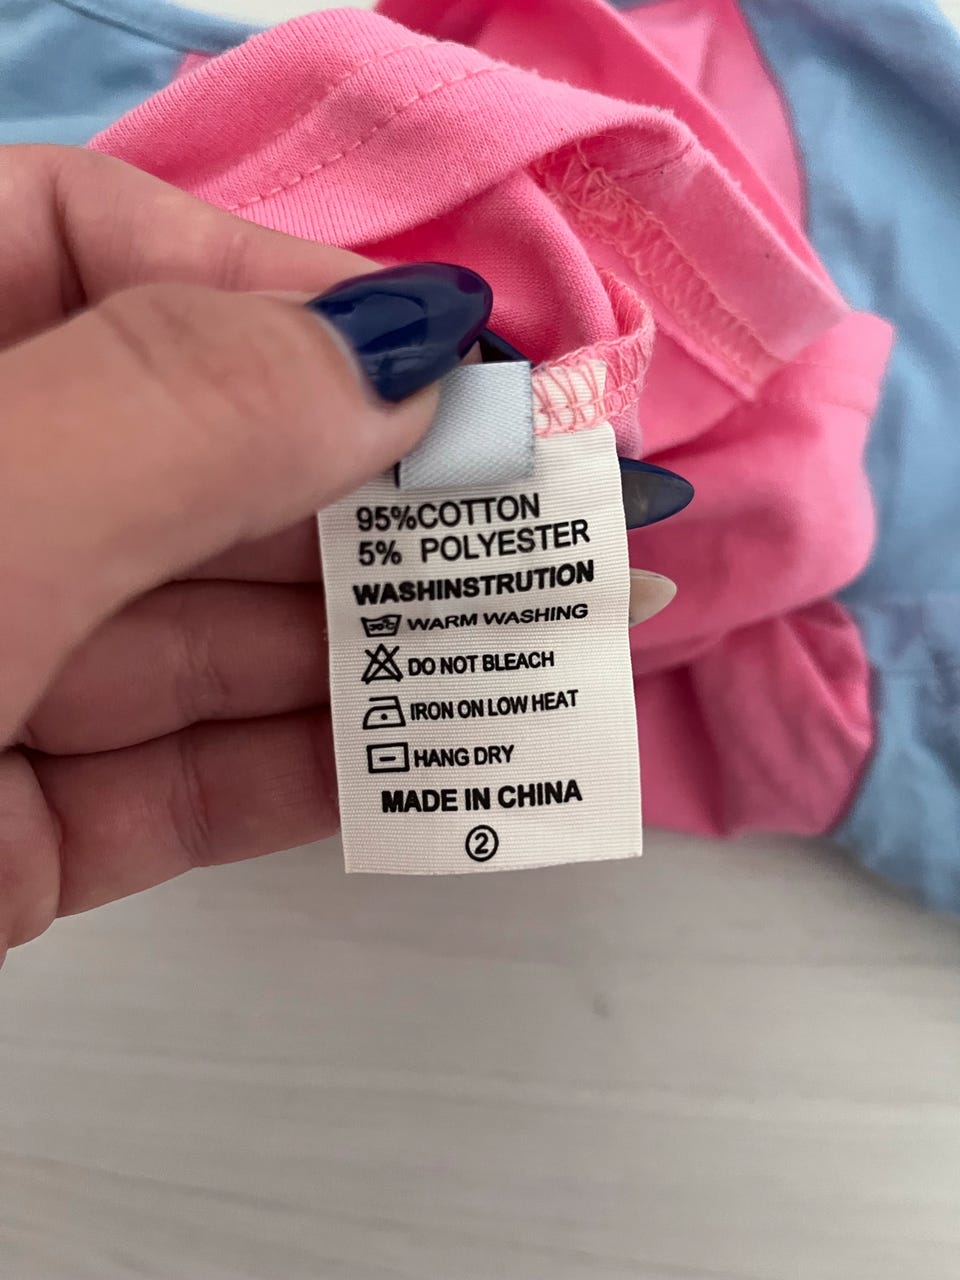 95%COTTON
5% POLYESTER
WASHINSTRUTION
WARM WASHING
DO NOT BLEACH
IRON ON LOW HEAT
HANG DRY
MADE IN CHINA
2